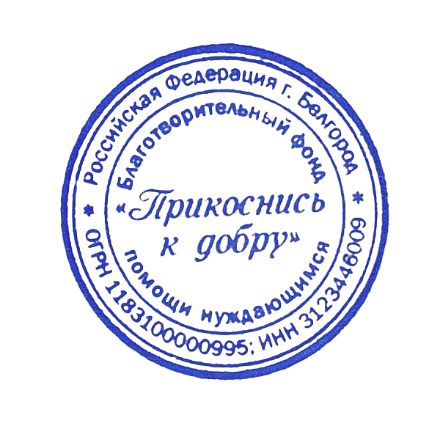 Российская Федерация г. Белгород
* ОГРН 1183100000995; ИНН 3123446009 *
Благотворительный фонд
«Прикоснись
к добру»
помощи нуждающимся